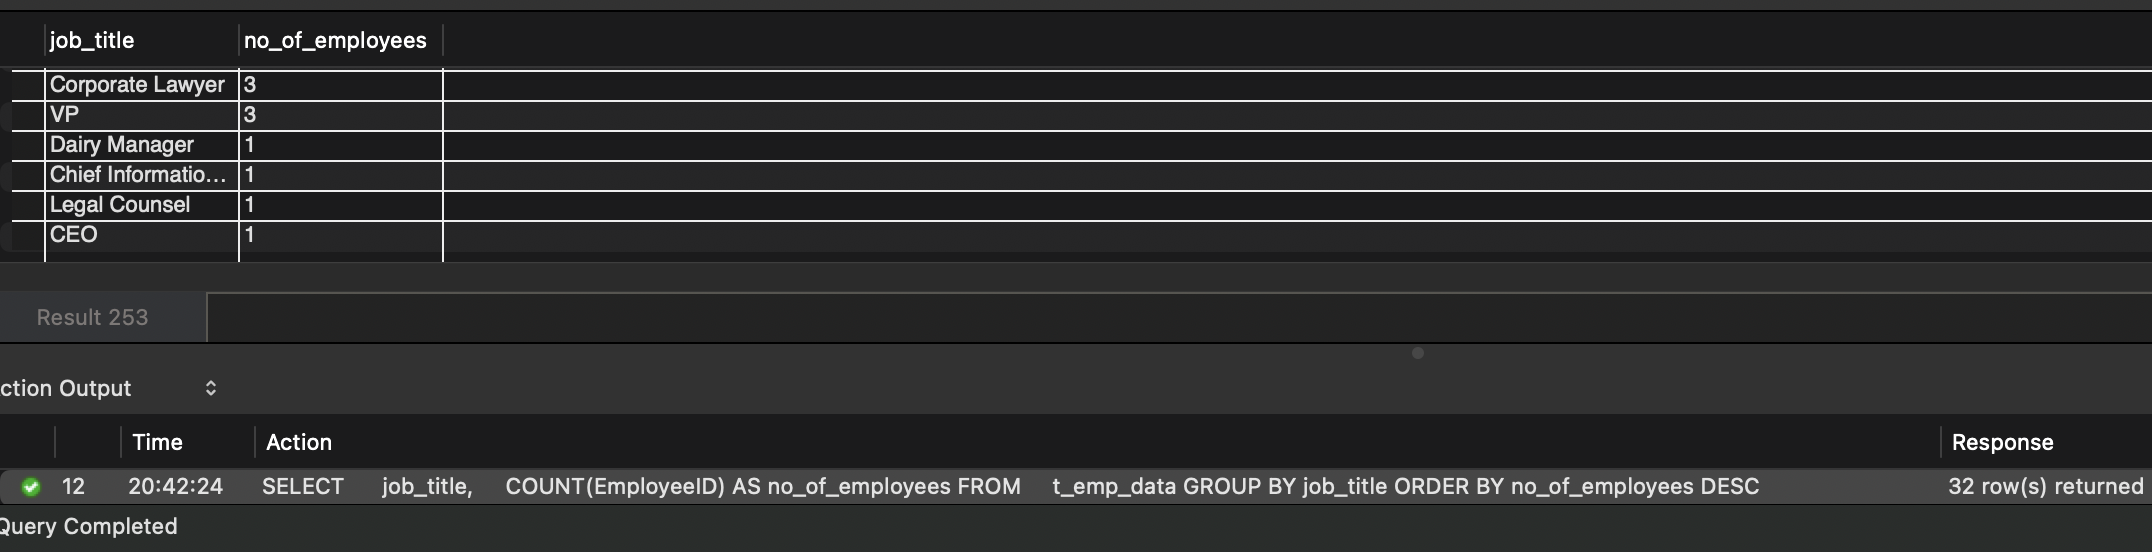 job_title no_of_employees
Corporate Lawyer 3
VP 3
Dairy Manager 1
Chief Informatio... 1
Legal Counsel 1
CEO 1
Result 253
ction Output
Time Action Response
12 20:42:24 SELECT job_title, COUNT(EmployeeID) AS no_of_employees FROM t_emp_data GROUP BY job_title ORDER BY no_of_employees DESC 32 row(s) returned
Query Completed